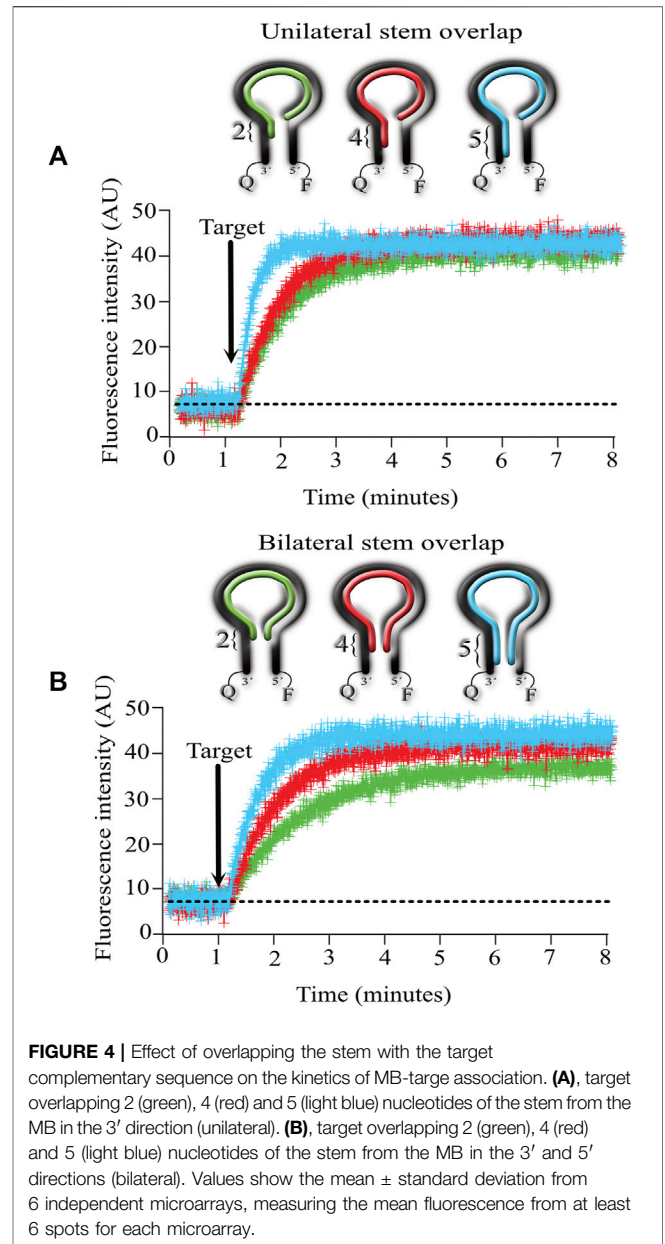 Unilateral stem overlap
2{ 4{ 5{
A
Q 3´ 5´ F Q 3´ 5´ F Q 3´ 5´ F
Fluorescence intensity (AU)
50
40
30
20
10
0
Target
0 1 2 3 4 5 6 7 8
Time (minutes)
Bilateral stem overlap
2{ 4{ 5{
Q 3´ 5´ F Q 3´ 5´ F Q 3´ 5´ F
B
Fluorescence intensity (AU)
50
40
30
20
10
0
Target
0 1 2 3 4 5 6 7 8
Time (minutes)
FIGURE 4 | Effect of overlapping the stem with the target
complementary sequence on the kinetics of MB-targe association. (A), target
overlapping 2 (green), 4 (red) and 5 (light blue) nucleotides of the stem from the
MB in the 3′ direction (unilateral). (B), target overlapping 2 (green), 4 (red)
and 5 (light blue) nucleotides of the stem from the MB in the 3′ and 5′
directions (bilateral). Values show the mean ± standard deviation from
6 independent microarrays, measuring the mean fluorescence from at least
6 spots for each microarray.